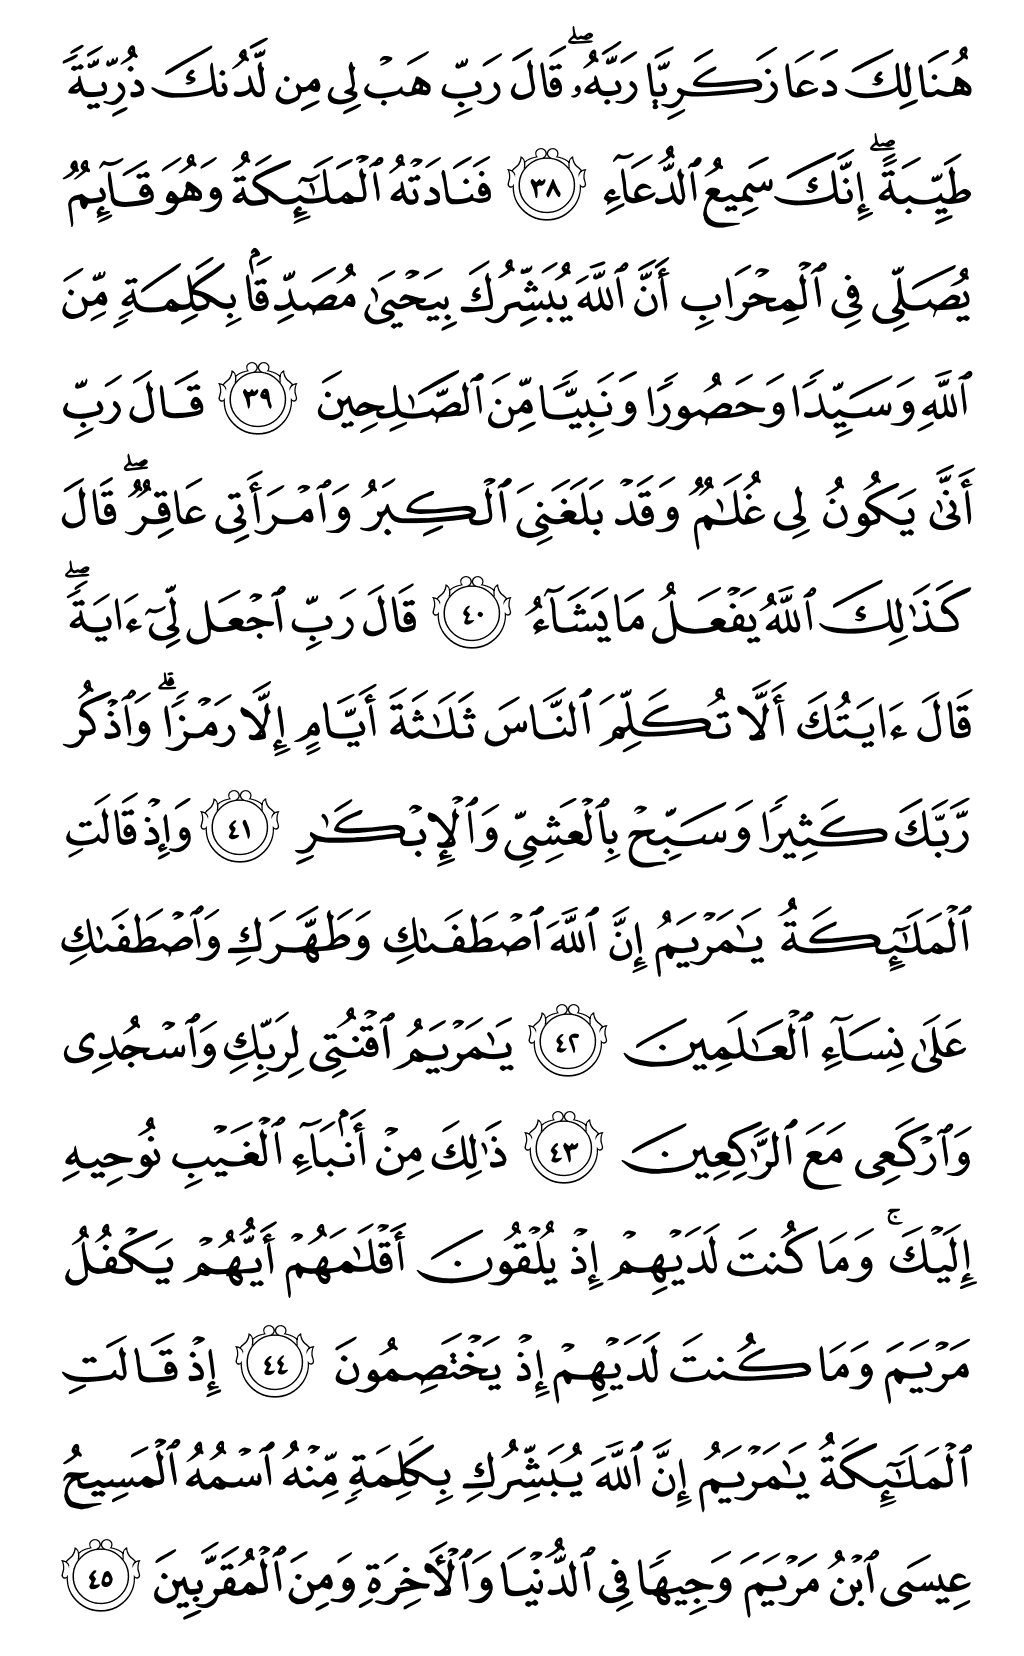 هُنَالِكَ دَعَا زَكَرِيَّا رَبَّهُۥۖ قَالَ رَبِّ هَبۡ لِي مِن لَّدُنكَ ذُرِّيَّةٗ
طَيِّبَةًۖ إِنَّكَ سَمِيعُ ٱلدُّعَآءِ ٣٨ فَنَادَتۡهُ ٱلۡمَلَٰٓئِكَةُ وَهُوَ قَآئِمٞ
يُصَلِّي فِي ٱلۡمِحۡرَابِ أَنَّ ٱللَّهَ يُبَشِّرُكَ بِيَحۡيَىٰ مُصَدِّقَۢا بِكَلِمَةٖ مِّنَ
ٱللَّهِ وَسَيِّدٗا وَحَصُورٗا وَنَبِيّٗا مِّنَ ٱلصَّٰلِحِينَ ٣٩ قَالَ رَبِّ
أَنَّىٰ يَكُونُ لِي غُلَٰمٞ وَقَدۡ بَلَغَنِيَ ٱلۡكِبَرُ وَٱمۡرَأَتِي عَاقِرٞۖ قَالَ
كَذَٰلِكَ ٱللَّهُ يَفۡعَلُ مَا يَشَآءُ ٤٠ قَالَ رَبِّ ٱجۡعَل لِّيٓ ءَايَةٗۖ
قَالَ ءَايَتُكَ أَلَّا تُكَلِّمَ ٱلنَّاسَ ثَلَٰثَةَ أَيَّامٍ إِلَّا رَمۡزٗاۗ وَٱذۡكُر
رَّبَّكَ كَثِيرٗا وَسَبِّحۡ بِٱلۡعَشِيِّ وَٱلۡإِبۡكَٰرِ ٤١ وَإِذۡ قَالَتِ
ٱلۡمَلَٰٓئِكَةُ يَٰمَرۡيَمُ إِنَّ ٱللَّهَ ٱصۡطَفَىٰكِ وَطَهَّرَكِ وَٱصۡطَفَىٰكِ
عَلَىٰ نِسَآءِ ٱلۡعَٰلَمِينَ ٤٢ يَٰمَرۡيَمُ ٱقۡنُتِي لِرَبِّكِ وَٱسۡجُدِي
وَٱرۡكَعِي مَعَ ٱلرَّٰكِعِينَ ٤٣ ذَٰلِكَ مِنۡ أَنۢبَآءِ ٱلۡغَيۡبِ نُوحِيهِ
إِلَيۡكَۚ وَمَا كُنتَ لَدَيۡهِمۡ إِذۡ يُلۡقُونَ أَقۡلَٰمَهُمۡ أَيُّهُمۡ يَكۡفُلُ
مَرۡيَمَ وَمَا كُنتَ لَدَيۡهِمۡ إِذۡ يَخۡتَصِمُونَ ٤٤ إِذۡ قَالَتِ
ٱلۡمَلَٰٓئِكَةُ يَٰمَرۡيَمُ إِنَّ ٱللَّهَ يُبَشِّرُكِ بِكَلِمَةٖ مِّنۡهُ ٱسۡمُهُ ٱلۡمَسِيحُ
عِيسَى ٱبۡنُ مَرۡيَمَ وَجِيهٗا فِي ٱلدُّنۡيَا وَٱلۡأٓخِرَةِ وَمِنَ ٱلۡمُقَرَّبِينَ ٤٥